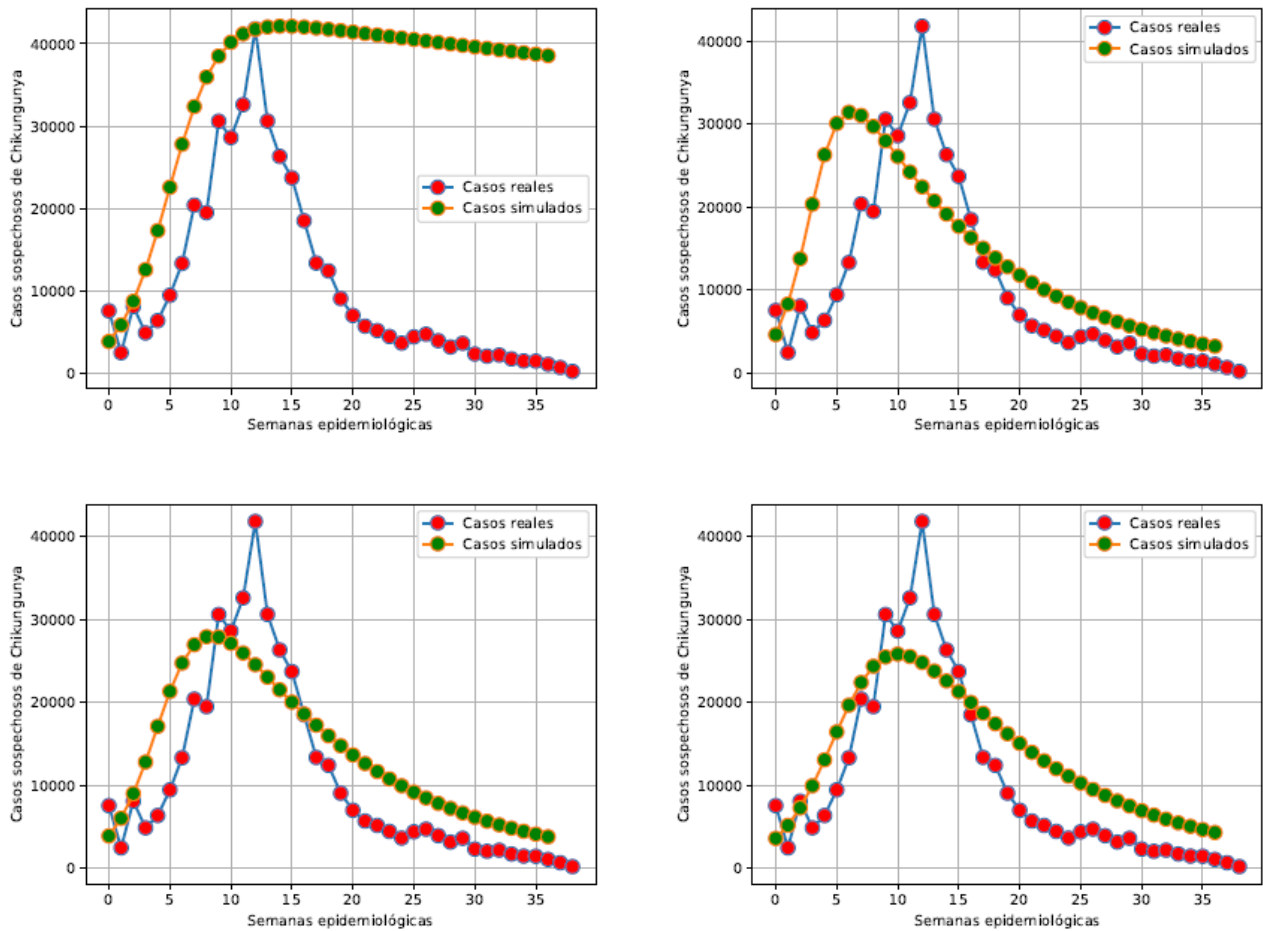 Casos sospechosos de Chikungunya
40000
30000
20000
10000
0
Casos reales
Casos simulados
0 5 10 15 20 25 30 35
Semanas epidemiológicas
Casos sospechosos de Chikungunya
40000
30000
20000
10000
0
Casos reales
Casos simulados
0 5 10 15 20 25 30 35
Semanas epidemiológicas
Casos sospechosos de Chikungunya
40000
30000
20000
10000
0
Casos reales
Casos simulados
0 5 10 15 20 25 30 35
Semanas epidemiológicas
Casos sospechosos de Chikungunya
40000
30000
20000
10000
0
Casos reales
Casos simulados
0 5 10 15 20 25 30 35
Semanas epidemiológicas